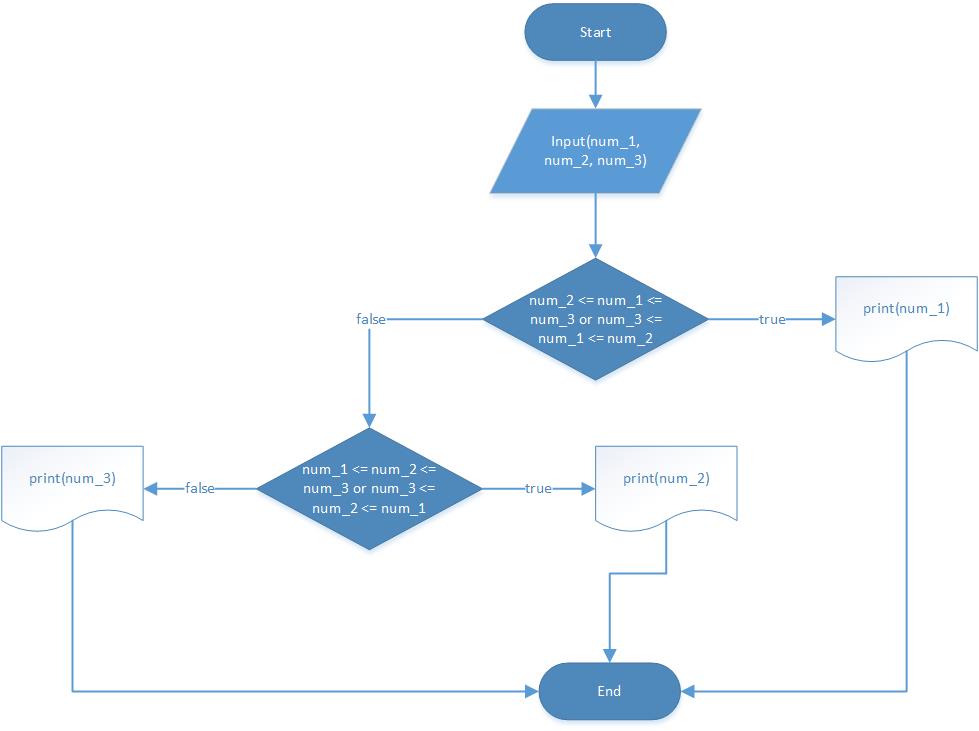 Start
Input(num_1,
num_2, num_3)
num_2 <= num_1 <=
num_3 or num_3 <=
num_1 <= num_2
false
true
print(num_1)
num_1 <= num_2 <=
num_3 or num_3 <=
num_2 <= num_1
print(num_3)
false
true
print(num_2)
End